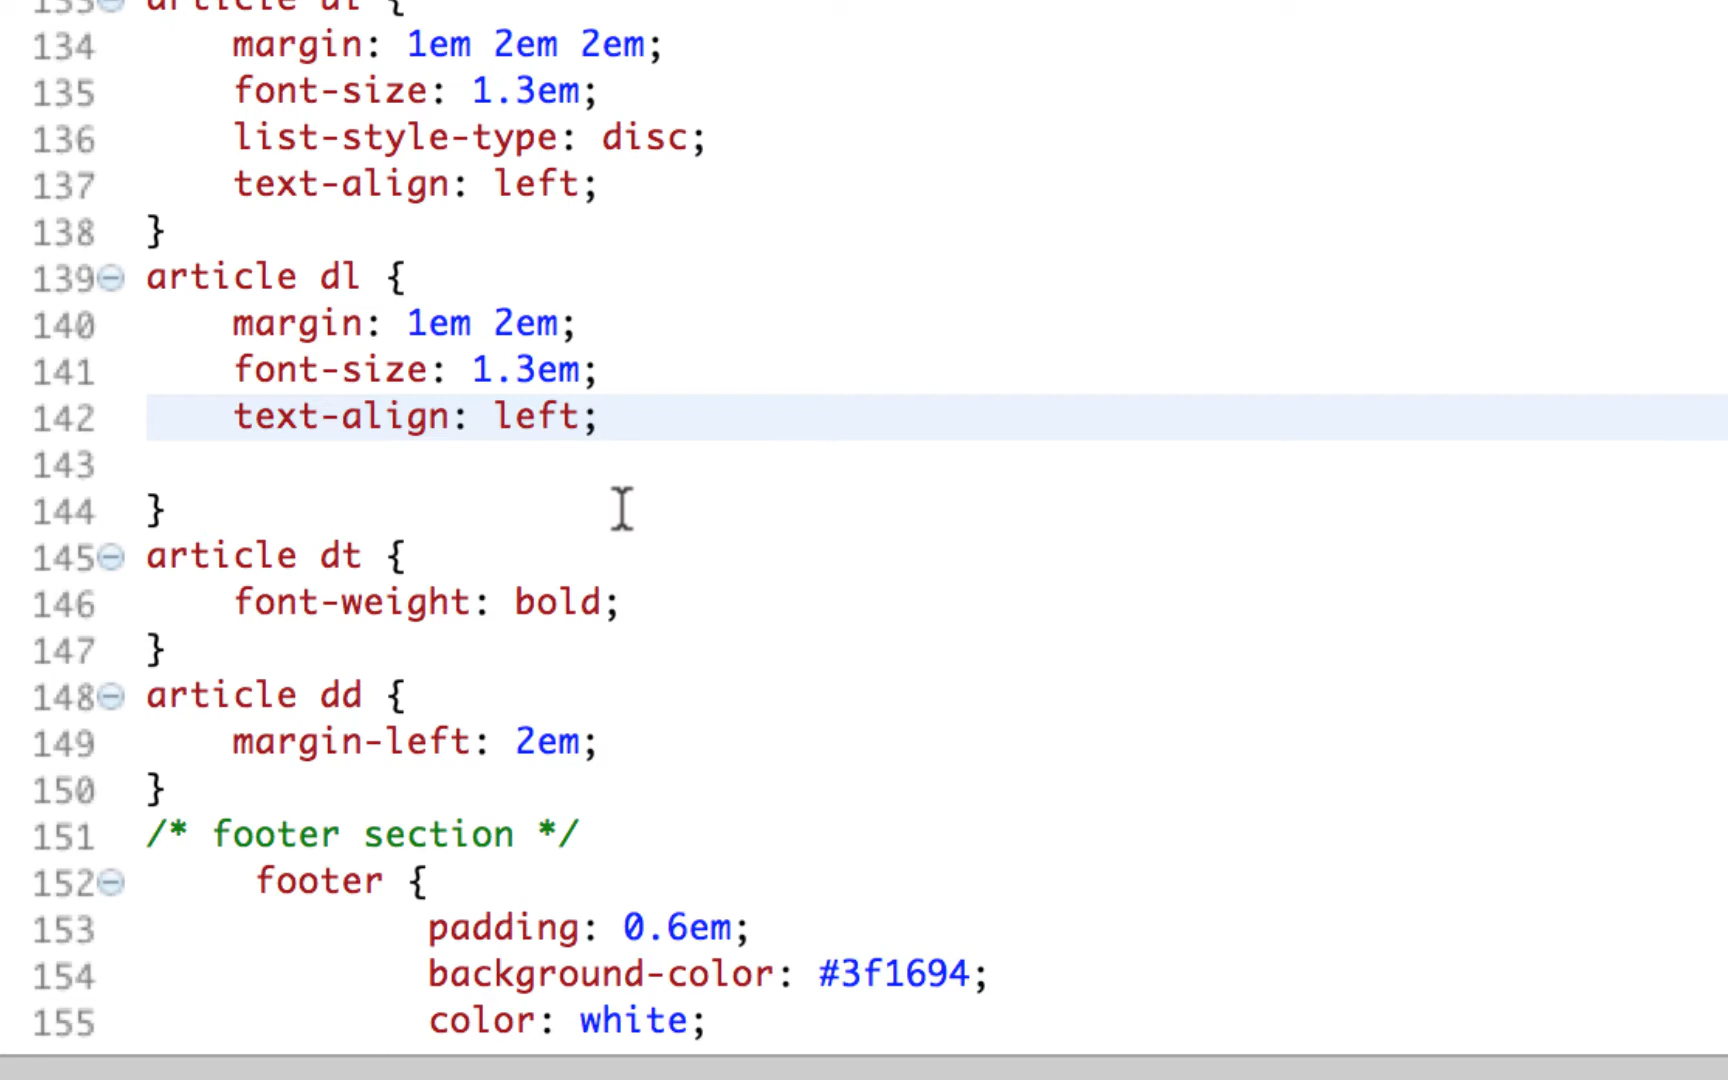 134 margin: 1em 2em 2em;
135 font-size: 1.3em;
136 list-style-type: disc;
137 text-align: left;
138 }
139 article dl {
140 margin: 1em 2em;
141 font-size: 1.3em;
142 text-align: left;
143
144 }
145 article dt {
146 font-weight: bold;
147 }
148 article dd {
149 margin-left: 2em;
150 }
151 /* footer section */
152 footer {
153 padding: 0.6em;
154 background-color: #3f1694;
155 color: white;